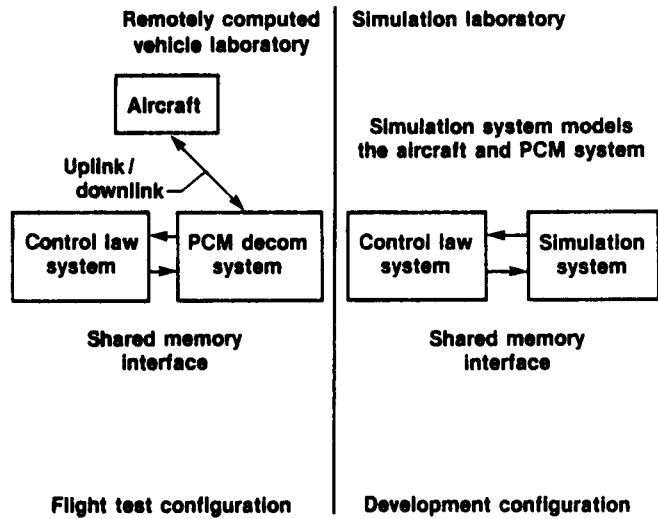 Remotely computed
vehicle laboratory
Aircraft
Uplink/
downlink
Control law
system
PCM decom
system
Shared memory
interface
Flight test configuration
Simulation laboratory
Simulation system models
the aircraft and PCM system
Control law
system
Simulation
system
Shared memory
interface
Development configuration